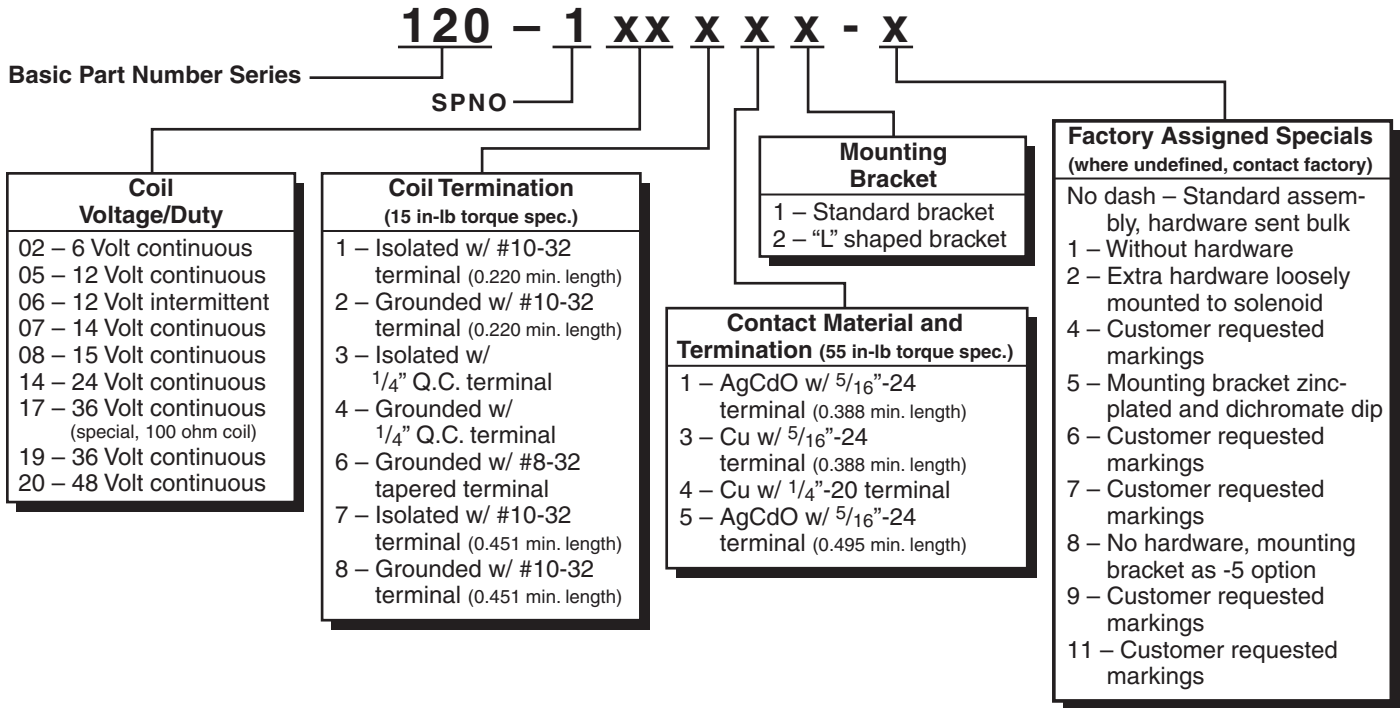 120 – 1 xx x x x - x
Basic Part Number Series
SPNO
Coil
Voltage/Duty
02 – 6 Volt continuous
05 – 12 Volt continuous
06 – 12 Volt intermittent
07 – 14 Volt continuous
08 – 15 Volt continuous
14 – 24 Volt continuous
17 – 36 Volt continuous
(special, 100 ohm coil)
19 – 36 Volt continuous
20 – 48 Volt continuous
Coil Termination
(15 in-lb torque spec.)
1 – Isolated w/ #10-32
terminal (0.220 min. length)
2 – Grounded w/ #10-32
terminal (0.220 min. length)
3 – Isolated w/
1/4” Q.C. terminal
4 – Grounded w/
1/4” Q.C. terminal
6 – Grounded w/ #8-32
tapered terminal
7 – Isolated w/ #10-32
terminal (0.451 min. length)
8 – Grounded w/ #10-32
terminal (0.451 min. length)
Contact Material and
Termination (55 in-lb torque spec.)
1 – AgCdO w/ 5/16”-24
terminal (0.388 min. length)
3 – Cu w/ 5/16”-24
terminal (0.388 min. length)
4 – Cu w/ 1/4”-20 terminal
5 – AgCdO w/ 5/16”-24
terminal (0.495 min. length)
Mounting
Bracket
1 – Standard bracket
2 – “L” shaped bracket
Factory Assigned Specials
(where undefined, contact factory)
No dash – Standard assem-
bly, hardware sent bulk
1 – Without hardware
2 – Extra hardware loosely
mounted to solenoid
4 – Customer requested
markings
5 – Mounting bracket zinc-
plated and dichromate dip
6 – Customer requested
markings
7 – Customer requested
markings
8 – No hardware, mounting
bracket as -5 option
9 – Customer requested
markings
11 – Customer requested
markings